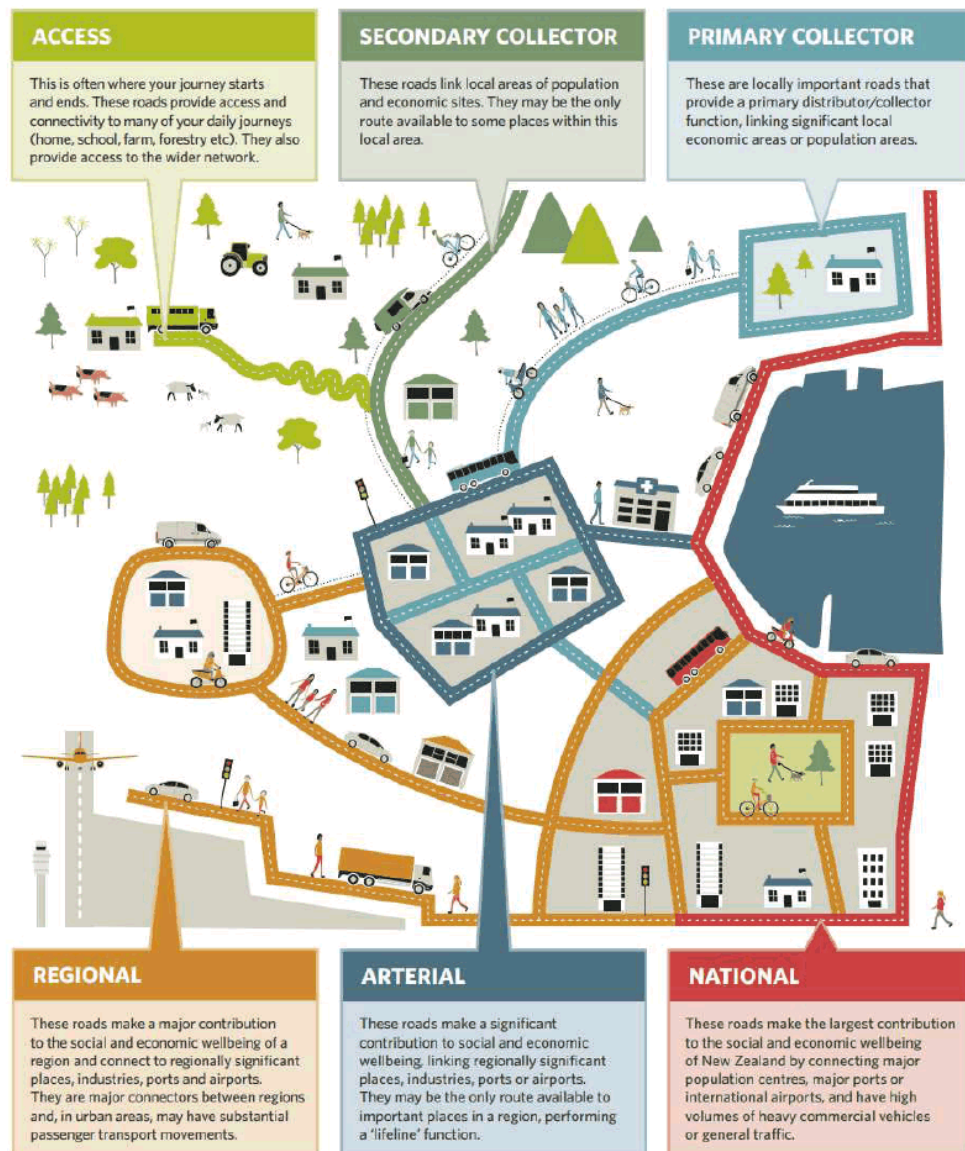 ACCESS
This is often where your journey starts
and ends. These roads provide access and
connectivity to many of your daily journeys
(home, school, farm, forestry etc). They also
provide access to the wider network.
SECONDARY COLLECTOR
These roads link local areas of population
and economic sites. They may be the only
route available to some places within this
local area.
PRIMARY COLLECTOR
These are locally important roads that
provide a primary distributor/collector
function, linking significant local
economic areas or population areas.
REGIONAL
These roads make a major contribution
to the social and economic wellbeing of a
region and connect to regionally significant
places, industries, ports and airports.
They are major connectors between regions
and, in urban areas, may have substantial
passenger transport movements.
ARTERIAL
These roads make a significant
contribution to social and economic
wellbeing, linking regionally significant
places, industries, ports or airports.
They may be the only route available to
important places in a region, performing
a 'lifeline' function.
NATIONAL
These roads make the largest contribution
to the social and economic wellbeing
of New Zealand by connecting major
population centres, major ports or
international airports, and have high
volumes of heavy commercial vehicles
or general traffic.